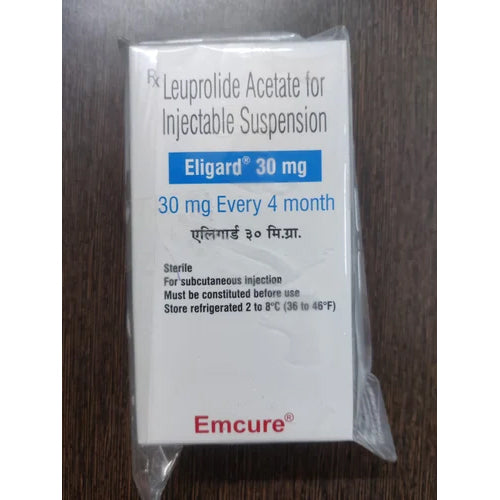 Rx Leuprolide Acetate for
Injectable Suspension
Eligard® 30 mg
30 mg Every 4 month
एलिगार्ड ३० मि.ग्रा.
Sterile
For subcutaneous injection
Must be constituted before use
Store refrigerated 2 to 8°C (36 to 46°F)
Emcure®